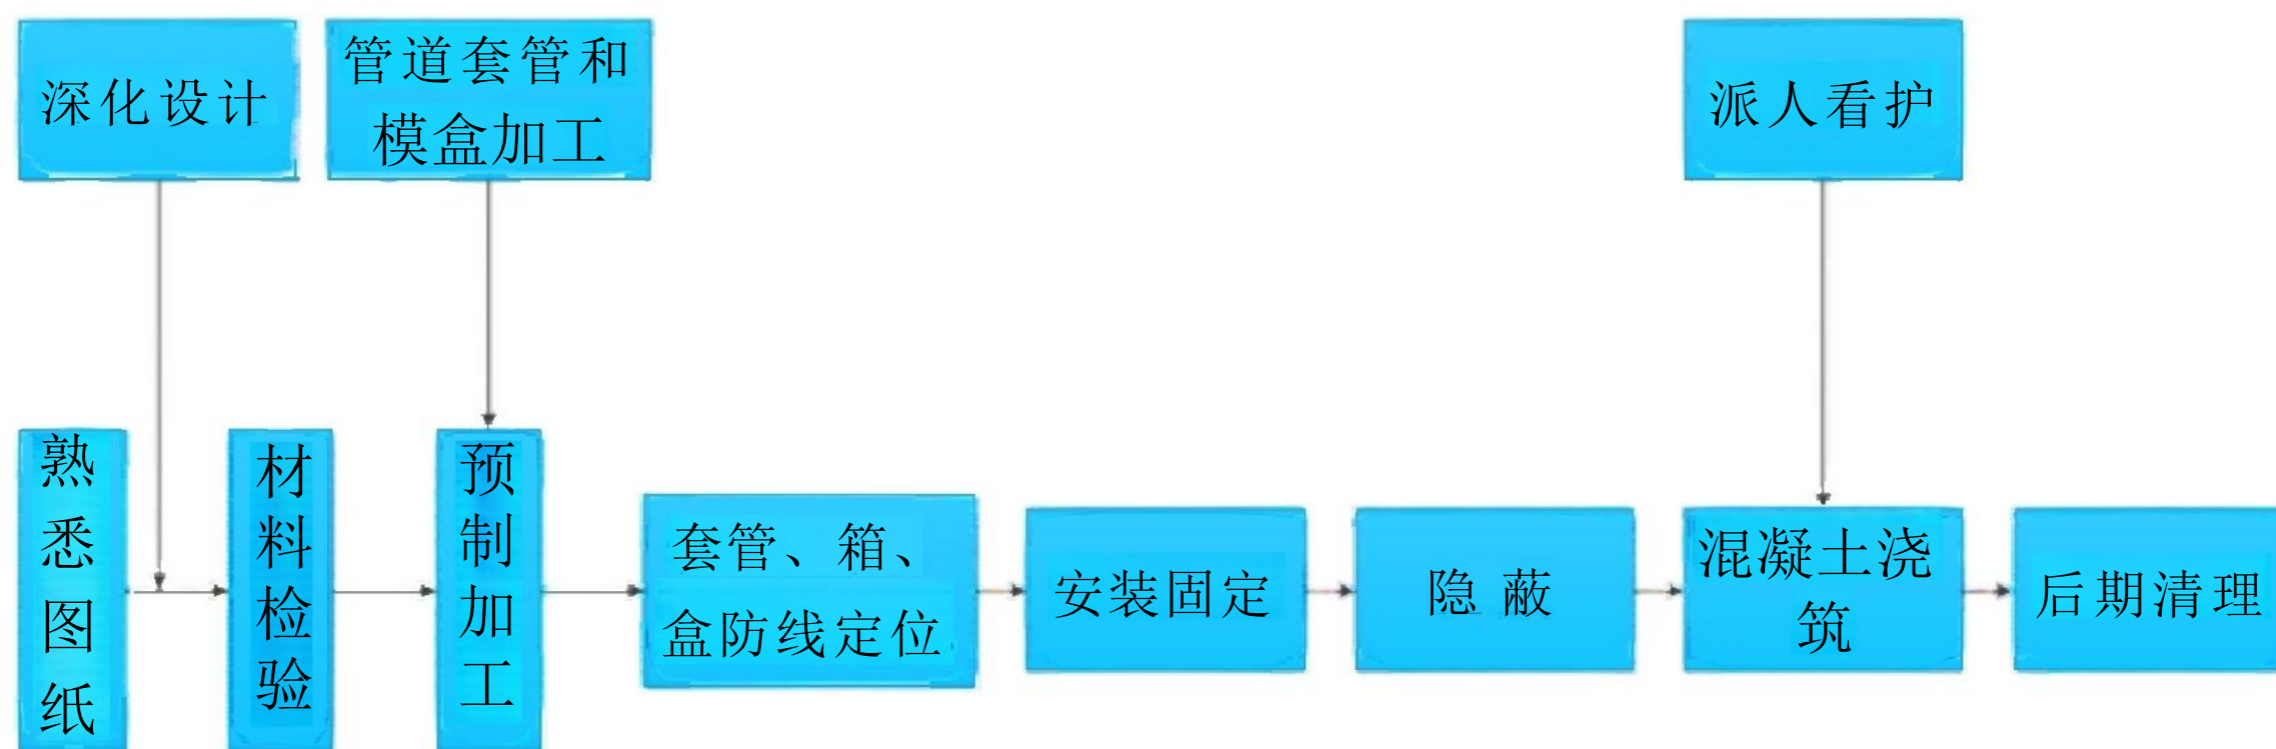 深化设计
管道套管和
模盒加工
派人看护
熟悉图纸
材料检验
预制加工
套管、箱、
盒防线定位
安装固定
隐蔽
混凝土浇
筑
后期清理